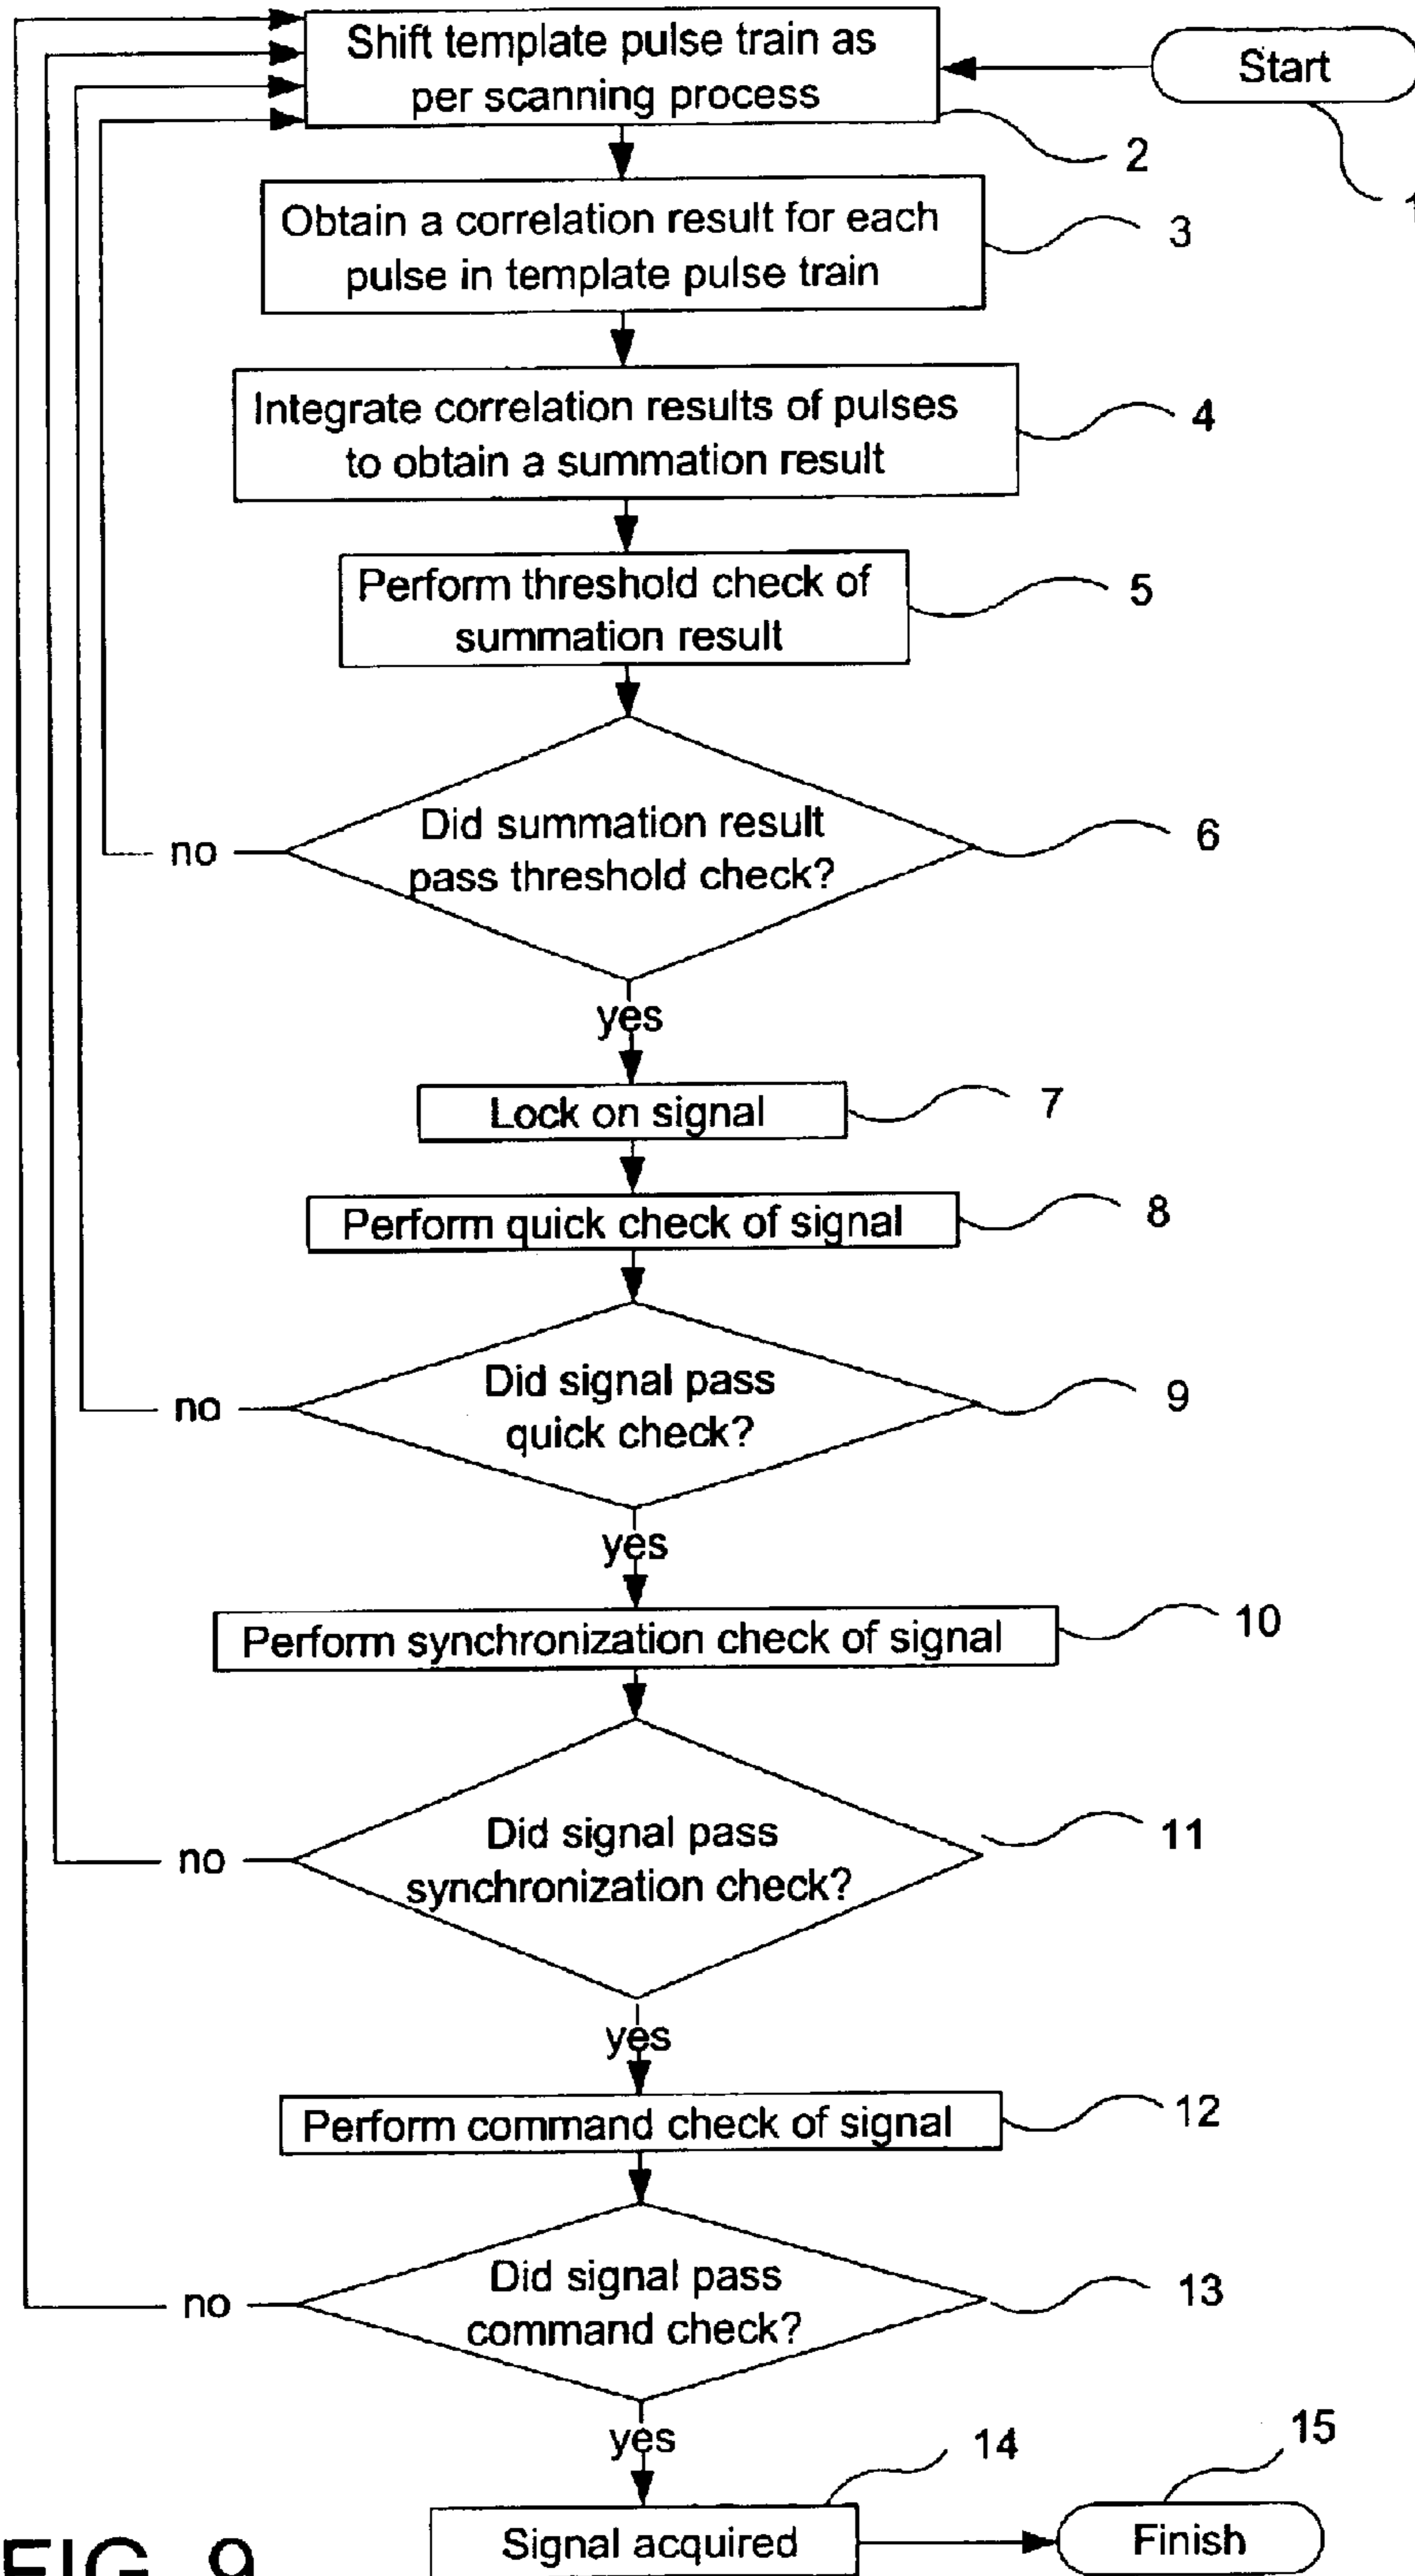 Shift template pulse train as
per scanning process
Start
2
1
Obtain a correlation result for each
pulse in template pulse train
3
Integrate correlation results of pulses
to obtain a summation result
4
Perform threshold check of
summation result
5
Did summation result
pass threshold check?
6
no
yes
Lock on signal
7
Perform quick check of signal
8
Did signal pass
quick check?
9
no
yes
Perform synchronization check of signal
10
Did signal pass
synchronization check?
11
no
yes
Perform command check of signal
12
Did signal pass
command check?
13
no
yes
14
15
Signal acquired
Finish
FIG. 9